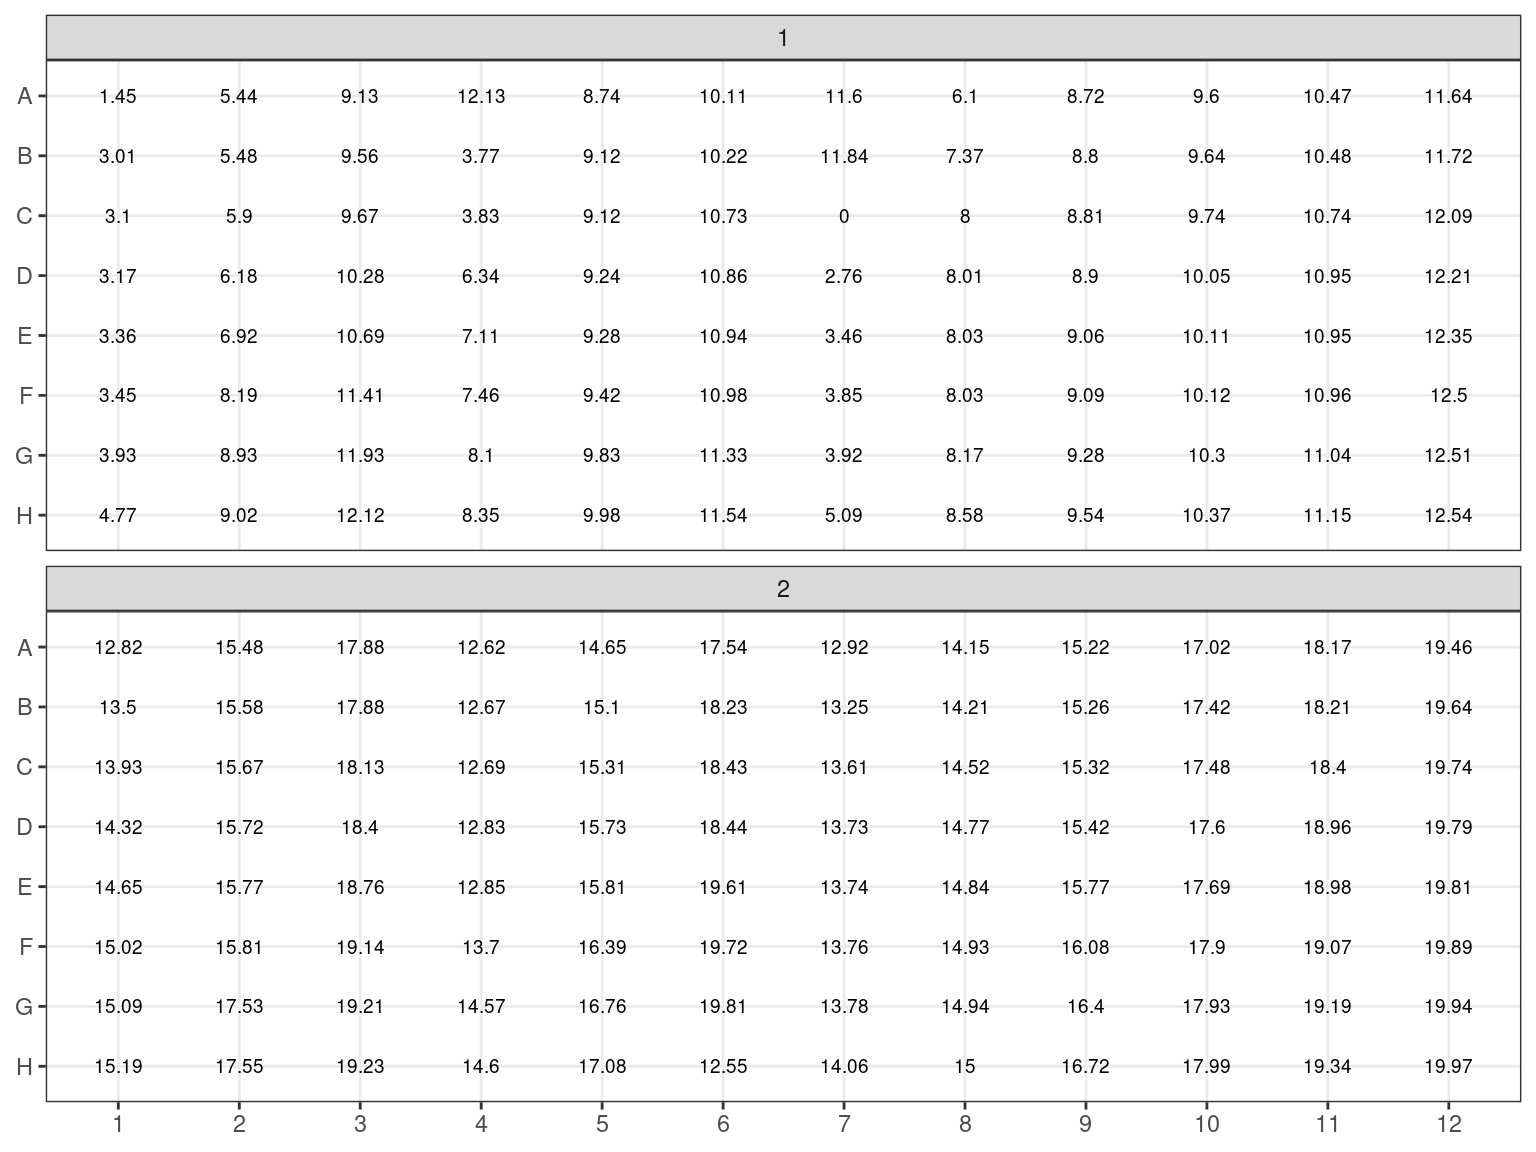 1
A 1.45 5.44 9.13 12.13 8.74 10.11 11.6 6.1 8.72 9.6 10.47 11.64
B 3.01 5.48 9.56 3.77 9.12 10.22 11.84 7.37 8.8 9.64 10.48 11.72
C 3.1 5.9 9.67 3.83 9.12 10.73 0 8 8.81 9.74 10.74 12.09
D 3.17 6.18 10.28 6.34 9.24 10.86 2.76 8.01 8.9 10.05 10.95 12.21
E 3.36 6.92 10.69 7.11 9.28 10.94 3.46 8.03 9.06 10.11 10.95 12.35
F 3.45 8.19 11.41 7.46 9.42 10.98 3.85 8.03 9.09 10.12 10.96 12.5
G 3.93 8.93 11.93 8.1 9.83 11.33 3.92 8.17 9.28 10.3 11.04 12.51
H 4.77 9.02 12.12 8.35 9.98 11.54 5.09 8.58 9.54 10.37 11.15 12.54
2
A 12.82 15.48 17.88 12.62 14.65 17.54 12.92 14.15 15.22 17.02 18.17 19.46
B 13.5 15.58 17.88 12.67 15.1 18.23 13.25 14.21 15.26 17.42 18.21 19.64
C 13.93 15.67 18.13 12.69 15.31 18.43 13.61 14.52 15.32 17.48 18.4 19.74
D 14.32 15.72 18.4 12.83 15.73 18.44 13.73 14.77 15.42 17.6 18.96 19.79
E 14.65 15.77 18.76 12.85 15.81 19.61 13.74 14.84 15.77 17.69 18.98 19.81
F 15.02 15.81 19.14 13.7 16.39 19.72 13.76 14.93 16.08 17.9 19.07 19.89
G 15.09 17.53 19.21 14.57 16.76 19.81 13.78 14.94 16.4 17.93 19.19 19.94
H 15.19 17.55 19.23 14.6 17.08 12.55 14.06 15 16.72 17.99 19.34 19.97
1 2 3 4 5 6 7 8 9 10 11 12